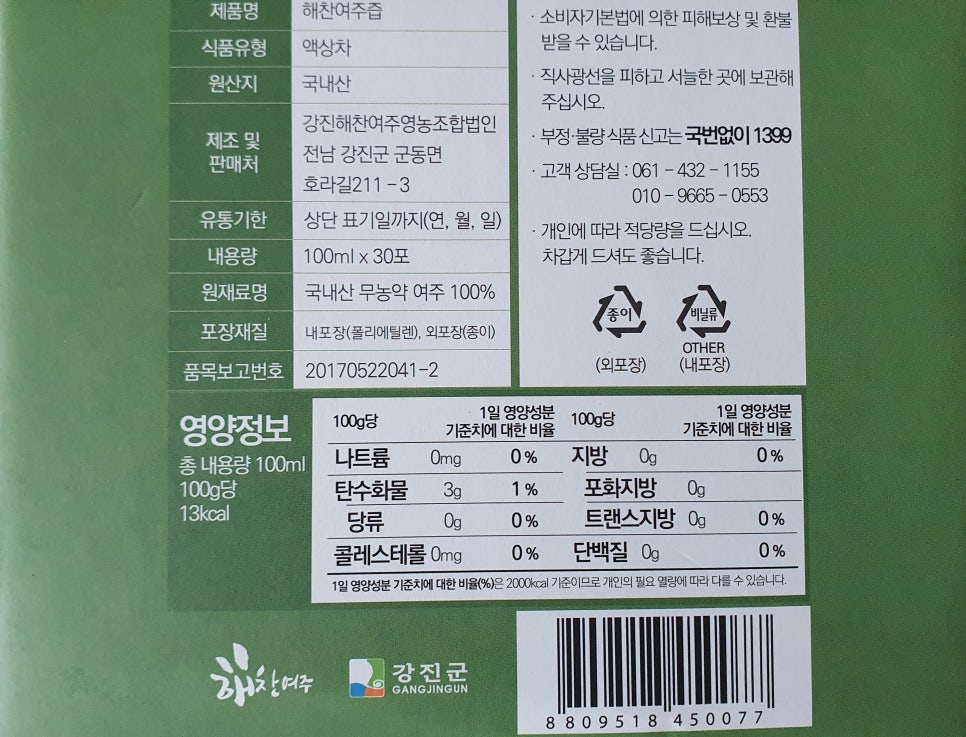 제품명 해찬여주즙
식품유형 액상차
원산지 국내산
제조 및 판매처 강진해찬여주영농조합법인
전남 강진군 군동면
호라길211 - 3
유통기한 상단 표기일까지(연, 월, 일)
내용량 100ml x 30포
원재료명 국내산 무농약 여주 100%
포장재질 내포장(폴리에틸렌), 외포장(종이)
품목보고번호 20170522041-2
· 소비자기본법에 의한 피해보상 및 환불
받을 수 있습니다.
· 직사광선을 피하고 서늘한 곳에 보관해
주십시오.
· 부정·불량 식품 신고는 국번없이 1399
· 고객 상담실 : 061 - 432 - 1155
010 - 9665 - 0553
· 개인에 따라 적당량을 드십시오.
차갑게 드셔도 좋습니다.
종이 비닐류
OTHER
(외포장) (내포장)
영양정보
총 내용량 100ml
100g당
13kcal
100g당 1일 영양성분 기준치에 대한 비율 100g당 1일 영양성분 기준치에 대한 비율
나트륨 0mg 0% 지방 0g 0%
탄수화물 3g 1% 포화지방 0g
당류 0g 0% 트랜스지방 0g 0%
콜레스테롤 0mg 0% 단백질 0g 0%
1일 영양성분 기준치에 대한 비율(%)은 2000kcal 기준이므로 개인의 필요 열량에 따라 다를 수 있습니다.
해찬여주 강진군
GANGJINGUN
8 809518 450077